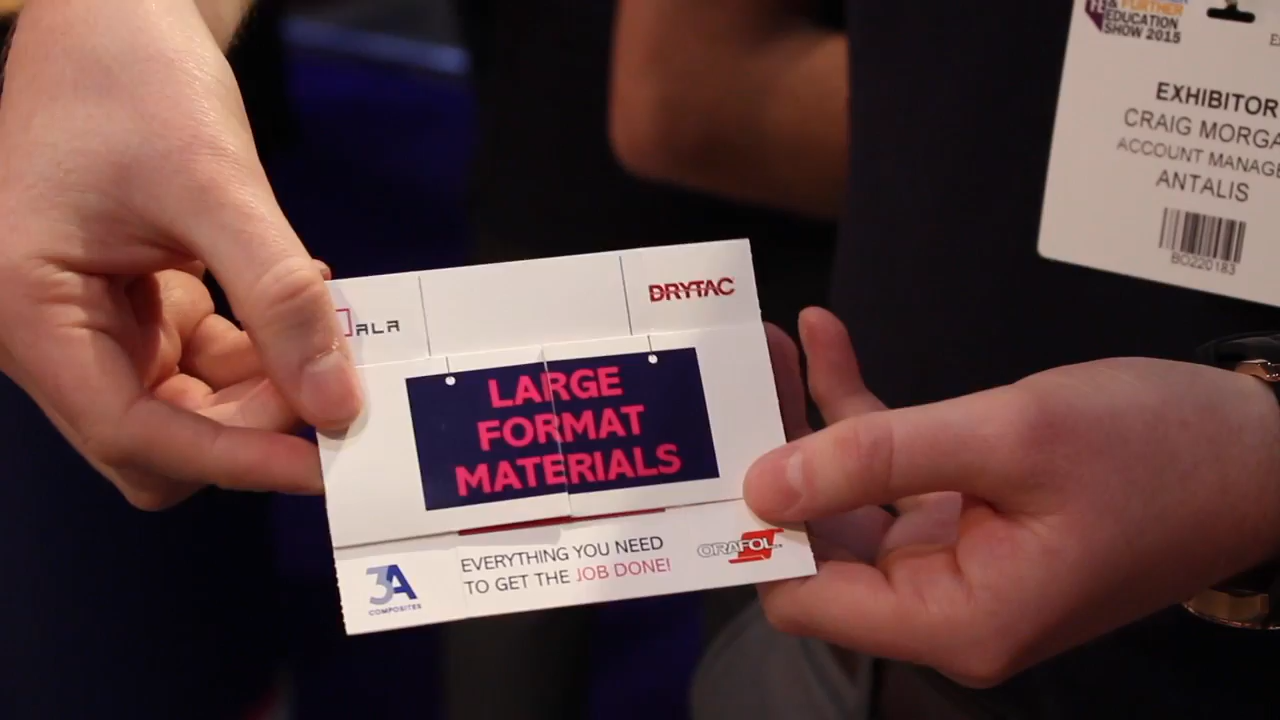 & FURTHER
EDUCATION
SHOW 2015
EXHIBITOR
CRAIG MORGA
ACCOUNT MANAGE
ANTALIS
BO220183
ALA
DRYTAC
LARGE
FORMAT
MATERIALS
EVERYTHING YOU NEED
TO GET THE JOB DONE!
3A
COMPOSITES
ORAFOL